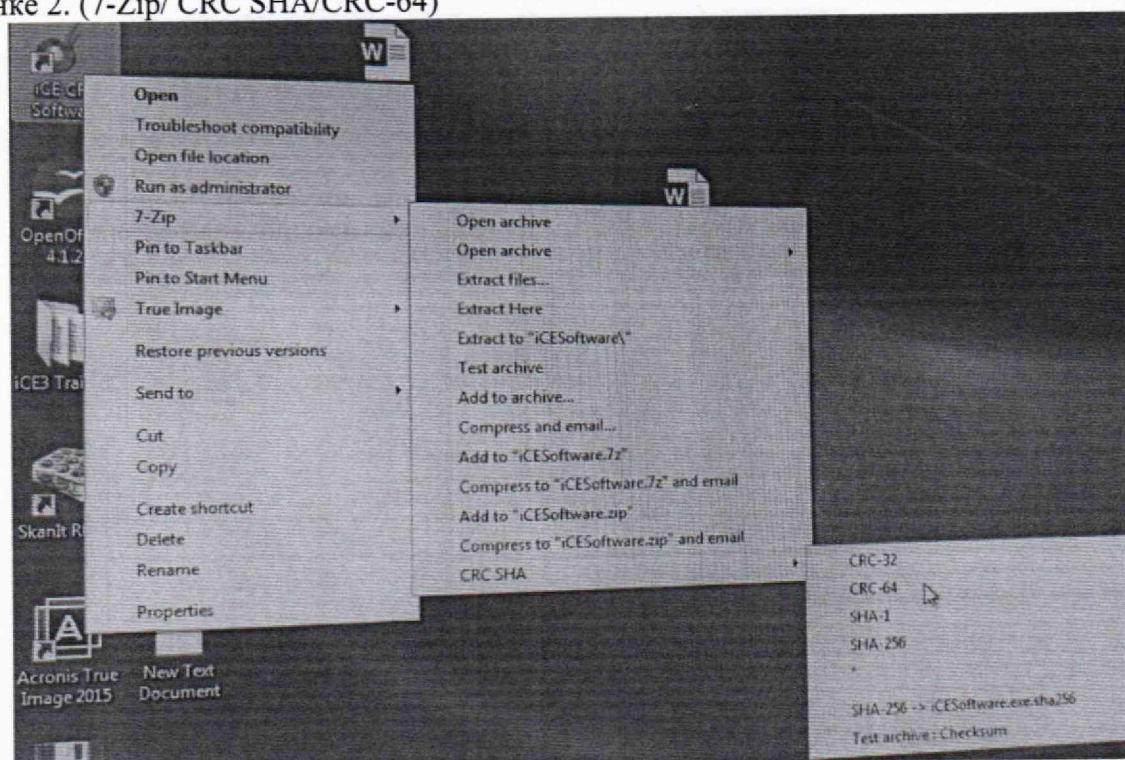 2. (7-Zip/ CRC SHA/CRC-64)
iCE
Open
Troubleshoot compatibility
Open file location
Run as administrator
7-Zip
Pin to Taskbar
Pin to Start Menu
True Image
Restore previous versions
Send to
Cut
Copy
Create shortcut
Delete
Rename
Properties
W
W
Open archive
Open archive
Extract files...
Extract Here
Extract to "iCESoftware\"
Test archive
Add to archive...
Compress and email...
Add to "iCESoftware.7z"
Compress to "iCESoftware.7z" and email
Add to "iCESoftware.zip"
Compress to "iCESoftware.zip" and email
CRC SHA
CRC-32
CRC-64
SHA-1
SHA-256
*
SHA-256 -> iCESoftware.exe.sha256
Test archive : Checksum
4.1.2
iCE3
SkanIt
A
Acronis True
Image 2015
New Text
Document